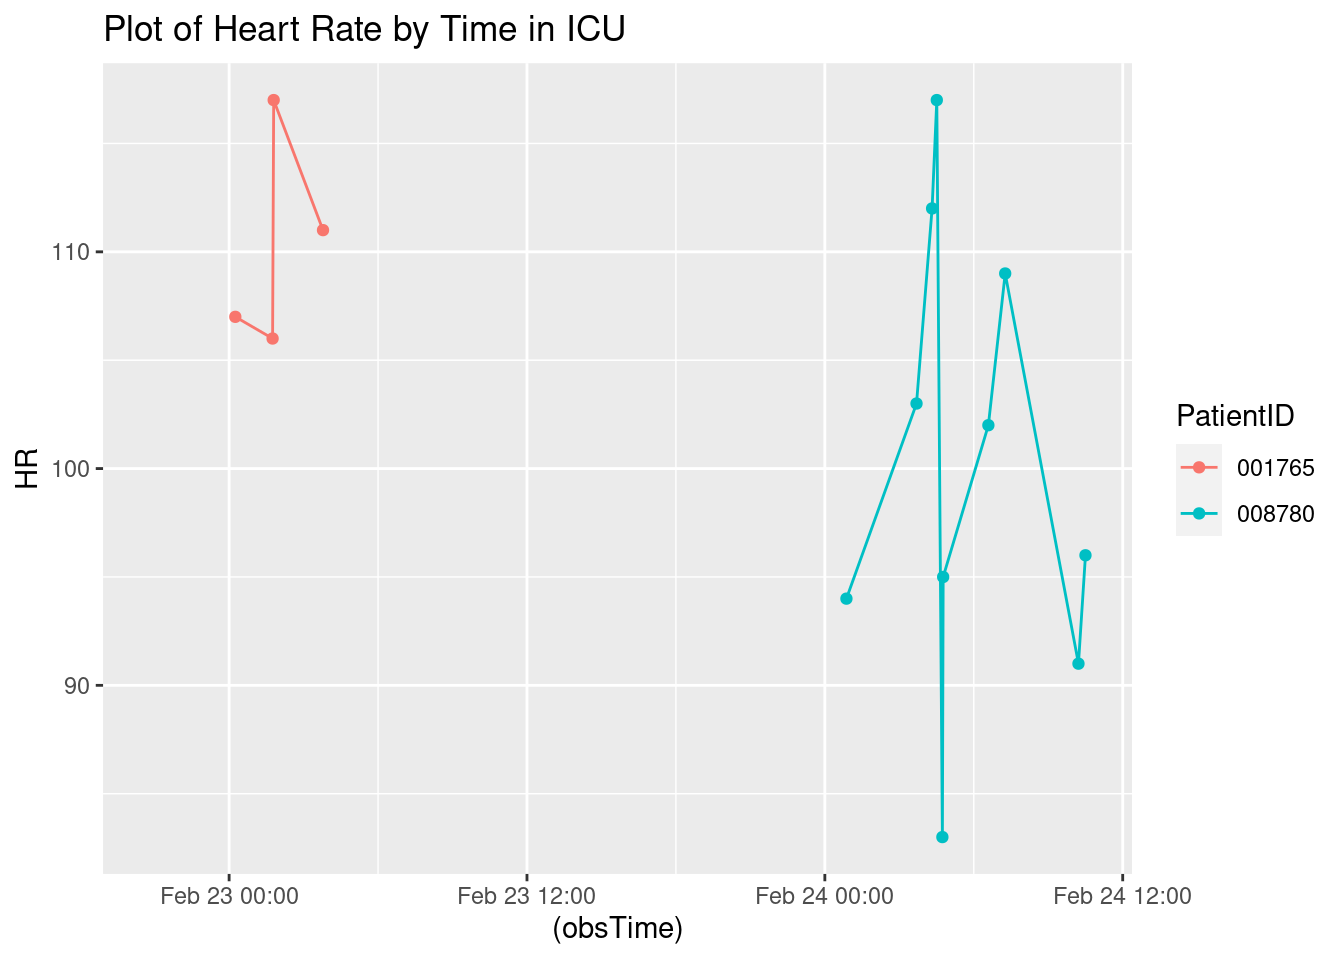 Plot of Heart Rate by Time in ICU
HR
110
100
90
Feb 23 00:00
Feb 23 12:00
Feb 24 00:00
Feb 24 12:00
(obsTime)
PatientID
001765
008780